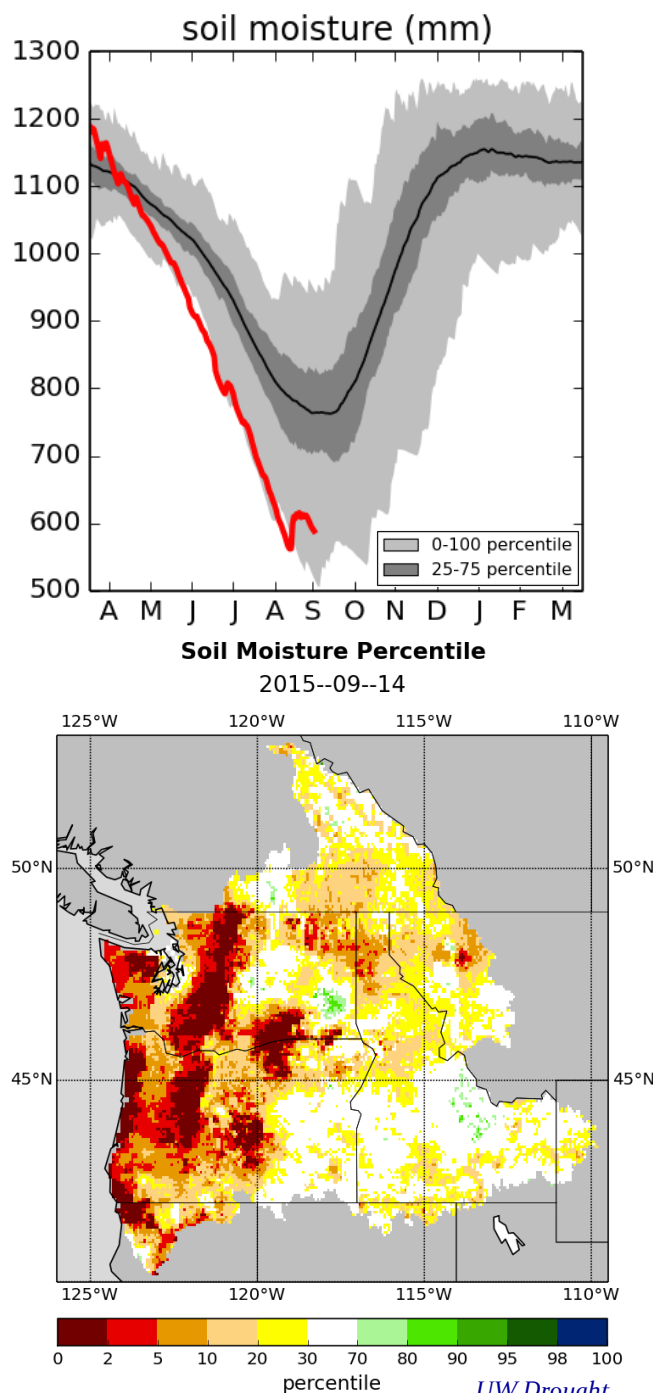 soil moisture (mm)
1300
1200
1100
1000
900
800
700
600
500
0-100 percentile
25-75 percentile
A M J J A S O N D J F M
Soil Moisture Percentile
2015--09--14
125°W 120°W 115°W 110°W
50°N 50°N
45°N 45°N
125°W 120°W 115°W 110°W
0 2 5 10 20 30 70 80 90 95 98 100
percentile
UW Drought